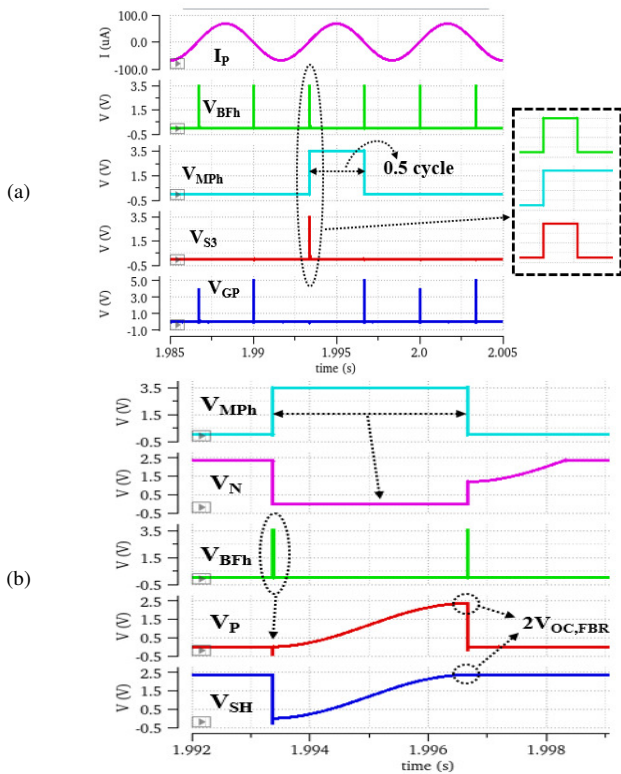 (a)
I (uA)
100.0
0.0
-100.0
I_P
V (V)
3.5
1.5
-0.5
V_BFh
V (V)
3.5
1.5
-0.5
V_MPh
0.5 cycle
V (V)
3.5
1.5
-0.5
V_S3
V (V)
5.0
3.0
1.0
-1.0
V_GP
1.985
1.99
1.995
2.0
2.005
time (s)
(b)
V (V)
3.5
1.5
-0.5
V_MPh
V (V)
2.5
0.5
-0.5
V_N
V (V)
3.5
1.5
-0.5
V_BFh
V (V)
2.5
1.5
0.5
-0.5
V_P
2V_OC,FBR
V (V)
2.5
1.5
0.5
-0.5
V_SH
1.992
1.994
1.996
1.998
time (s)